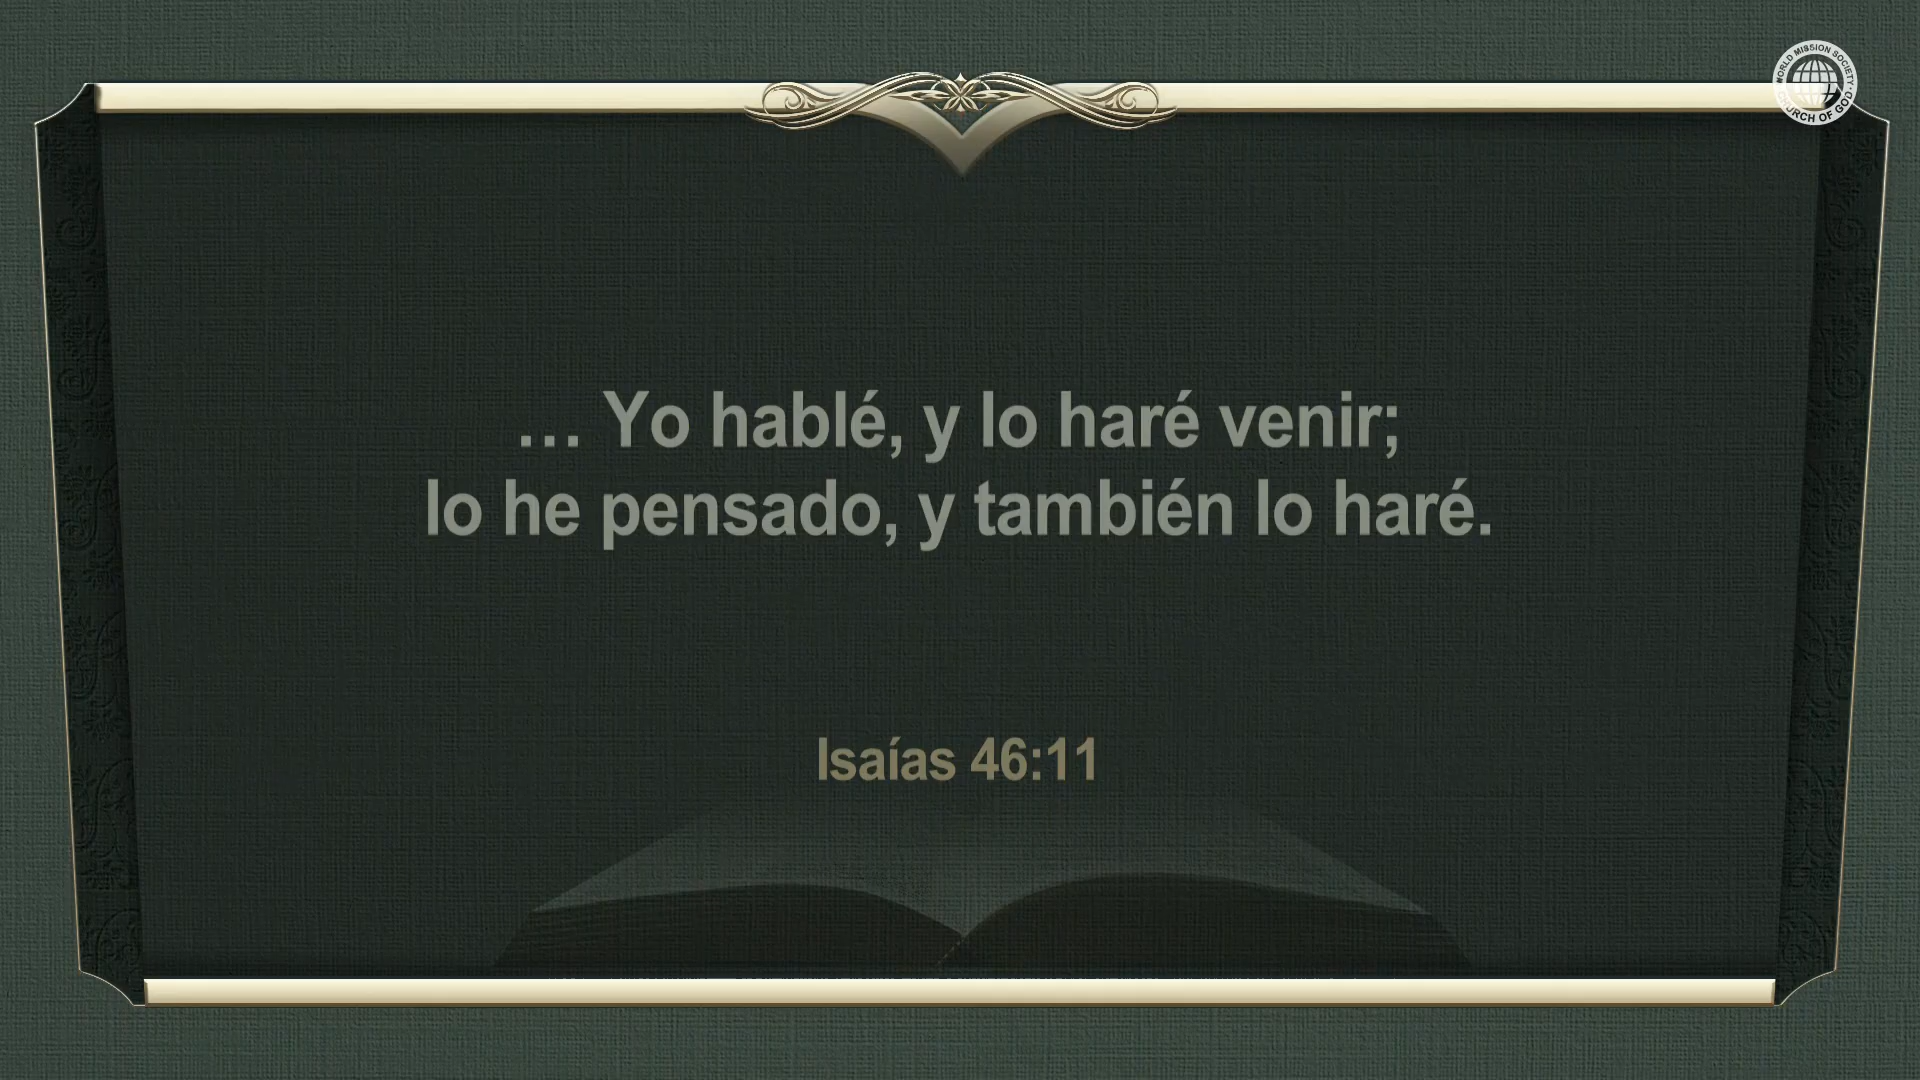 WORLD MISSION SOCIETY
CHURCH OF GOD
… Yo hablé, y lo haré venir;
lo he pensado, y también lo haré.
Isaías 46:11